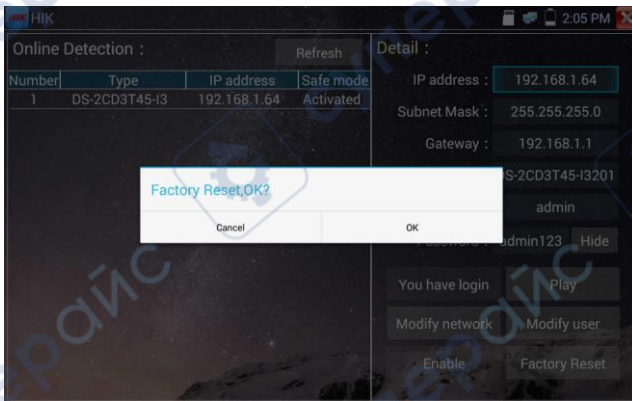 HIK HIK 2:05 PM
Online Detection : Refresh
Number Type IP address Safe mode
1 DS-2CD3T45-I3 192.168.1.64 Activated
Detail :
IP address : 192.168.1.64
Subnet Mask : 255.255.255.0
Gateway : 192.168.1.1
S-2CD3T45-I3201
admin
Password : admin123 Hide
You have login Play
Modify network Modify user
Enable Factory Reset
Factory Reset,OK?
Cancel OK